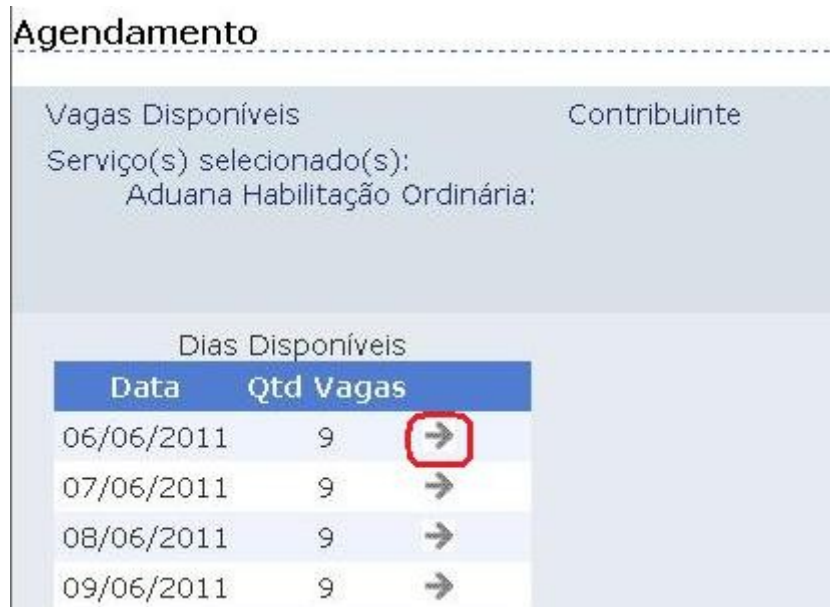 Agendamento
Vagas Disponíveis Contribuinte
Serviço(s) selecionado(s):
Aduana Habilitação Ordinária:
Dias Disponíveis
Data Qtd Vagas
06/06/2011 9
07/06/2011 9
08/06/2011 9
09/06/2011 9